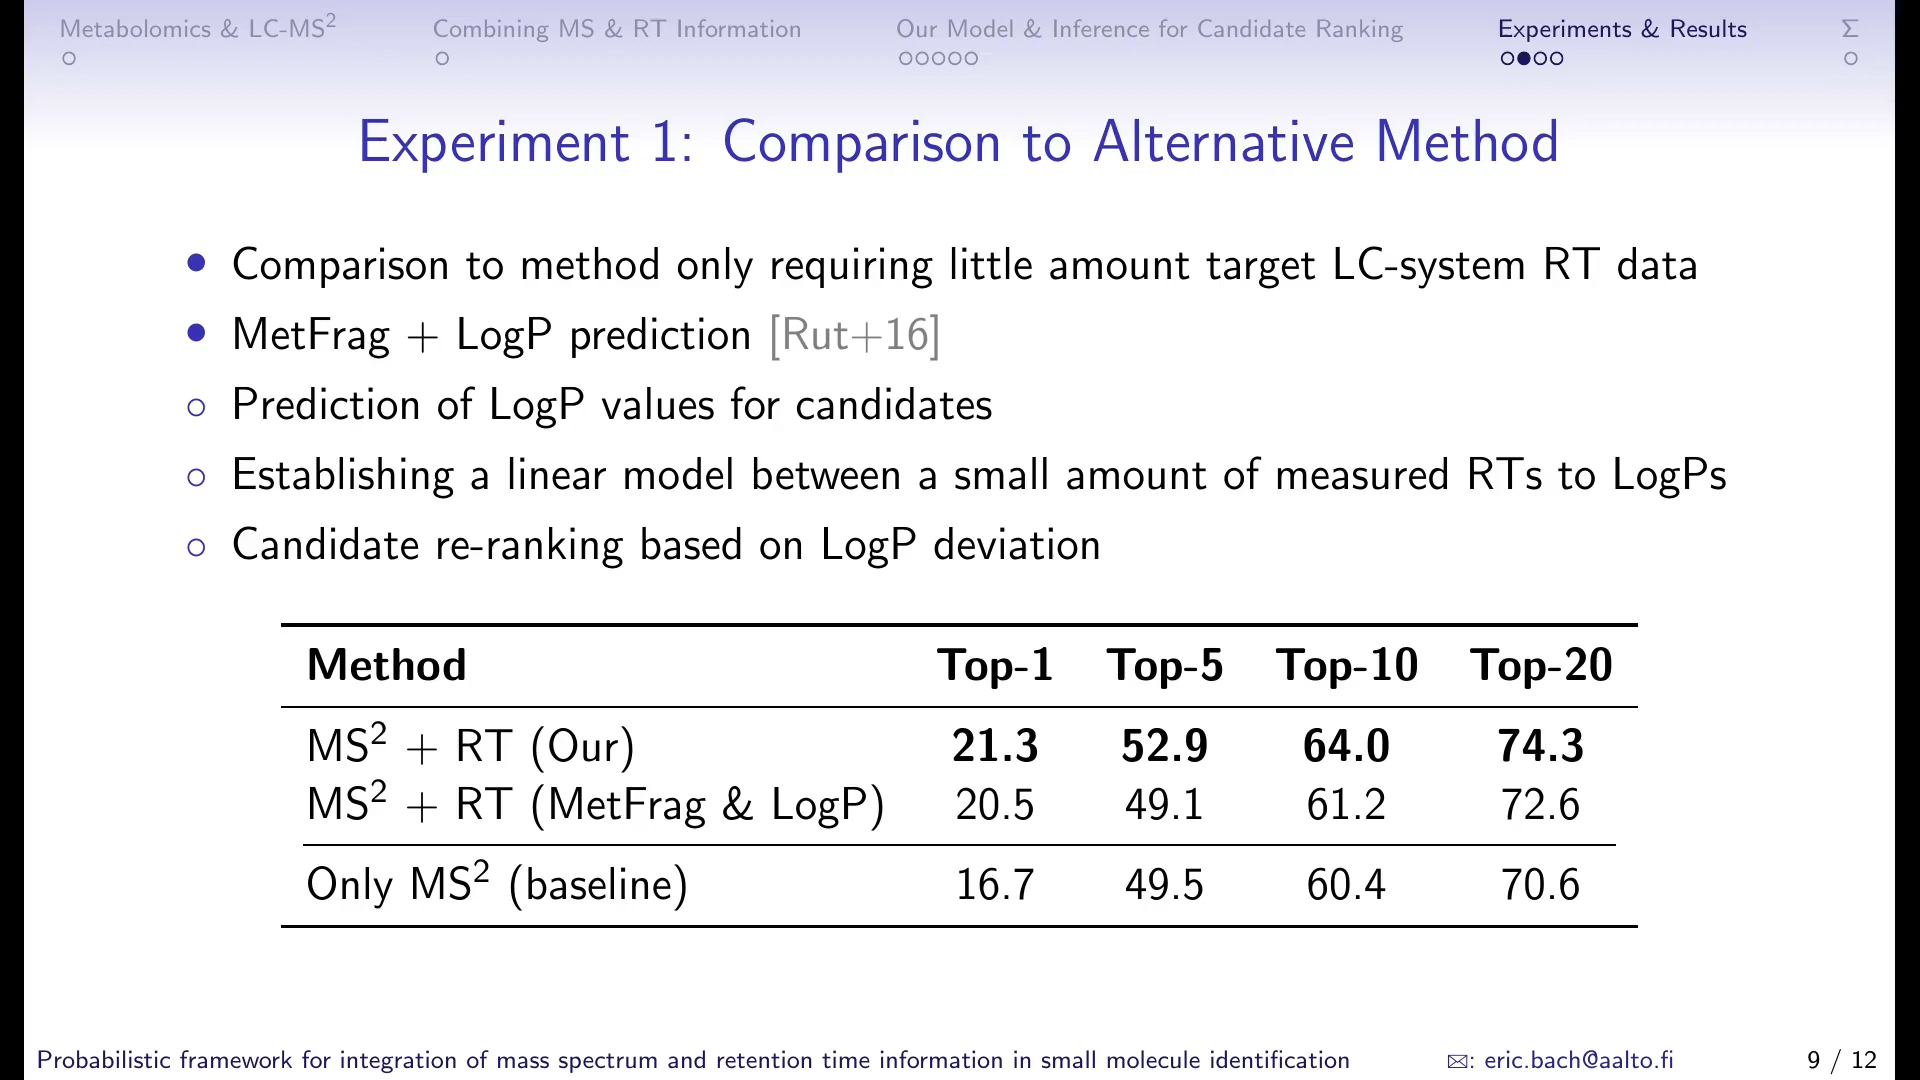 Metabolomics & LC-MS² Combining MS & RT Information Our Model & Inference for Candidate Ranking Experiments & Results Σ
Experiment 1: Comparison to Alternative Method
• Comparison to method only requiring little amount target LC-system RT data
• MetFrag + LogP prediction [Rut+16]
○ Prediction of LogP values for candidates
○ Establishing a linear model between a small amount of measured RTs to LogPs
○ Candidate re-ranking based on LogP deviation
Method Top-1 Top-5 Top-10 Top-20
MS² + RT (Our) 21.3 52.9 64.0 74.3
MS² + RT (MetFrag & LogP) 20.5 49.1 61.2 72.6
Only MS² (baseline) 16.7 49.5 60.4 70.6
Probabilistic framework for integration of mass spectrum and retention time information in small molecule identification ✉: eric.bach@aalto.fi 9 / 12